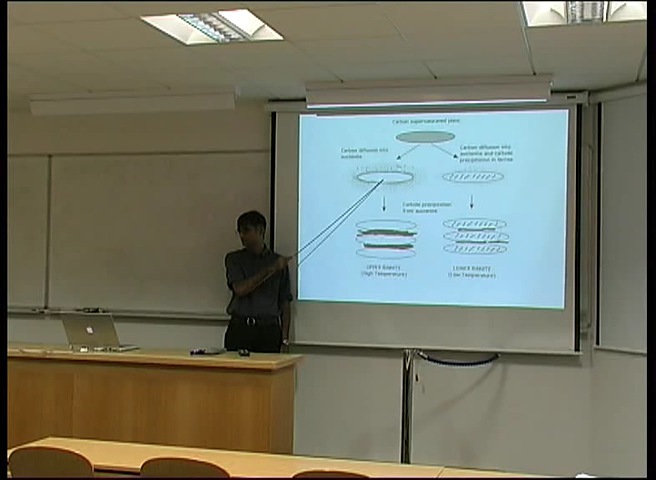 Carbon supersaturated plate
Carbon diffusion into
austenite
Carbon diffusion into
austenite and carbide
precipitation in ferrite
Carbide precipitation
from austenite
UPPER BAINITE
(High Temperature)
LOWER BAINITE
(Low Temperature)